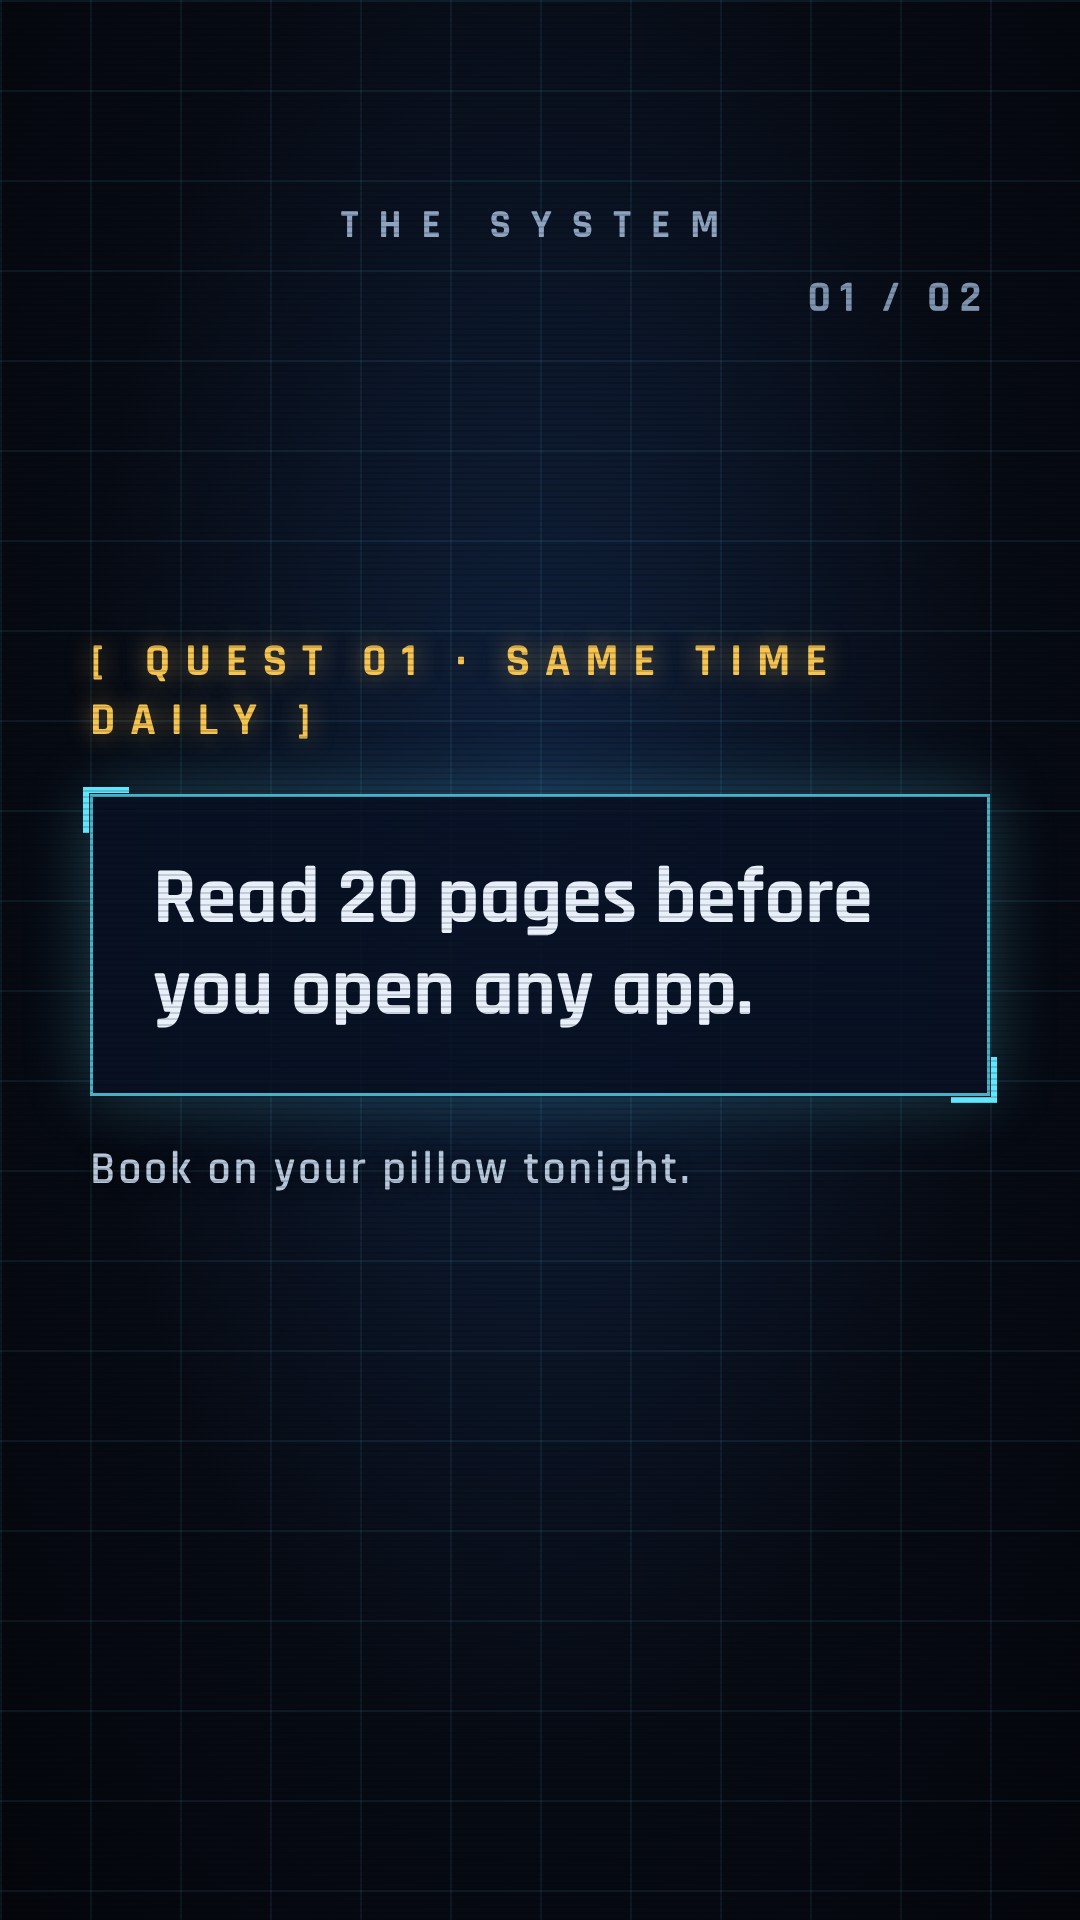 THE SYSTEM
01 / 02
[ QUEST 01 · SAME TIME
DAILY ]
Read 20 pages before
you open any app.
Book on your pillow tonight.